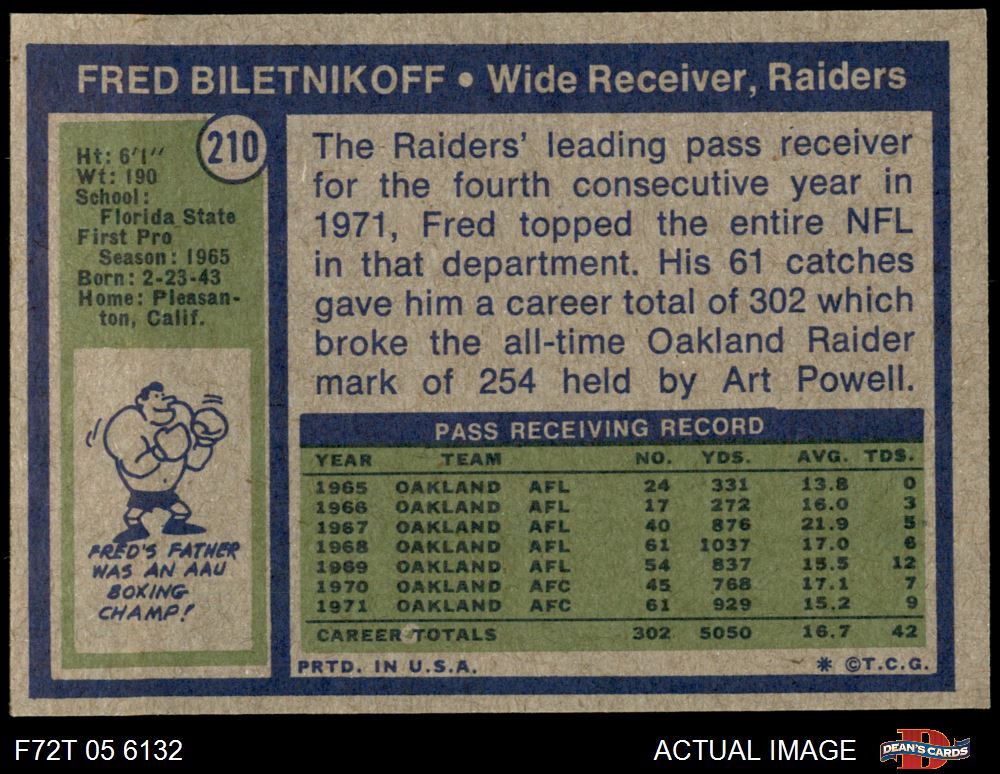 FRED BILETNIKOFF • Wide Receiver, Raiders
210
Ht: 6'1"
Wt: 190
School:
Florida State
First Pro
Season: 1965
Born: 2-23-43
Home: Pleasan-
ton, Calif.
FRED'S FATHER
WAS AN AAU
BOXING
CHAMP!
The Raiders' leading pass receiver
for the fourth consecutive year in
1971, Fred topped the entire NFL
in that department. His 61 catches
gave him a career total of 302 which
broke the all-time Oakland Raider
mark of 254 held by Art Powell.
PASS RECEIVING RECORD
YEAR TEAM NO. YDS. AVG. TDS.
1965 OAKLAND AFL 24 331 13.8 0
1966 OAKLAND AFL 17 272 16.0 3
1967 OAKLAND AFL 40 876 21.9 5
1968 OAKLAND AFL 61 1037 17.0 6
1969 OAKLAND AFL 54 837 15.5 12
1970 OAKLAND AFC 45 768 17.1 7
1971 OAKLAND AFC 61 929 15.2 9
CAREER TOTALS 302 5050 16.7 42
PRTD. IN U.S.A. * ©T.C.G.
F72T 05 6132 ACTUAL IMAGE DEAN'S CARDS